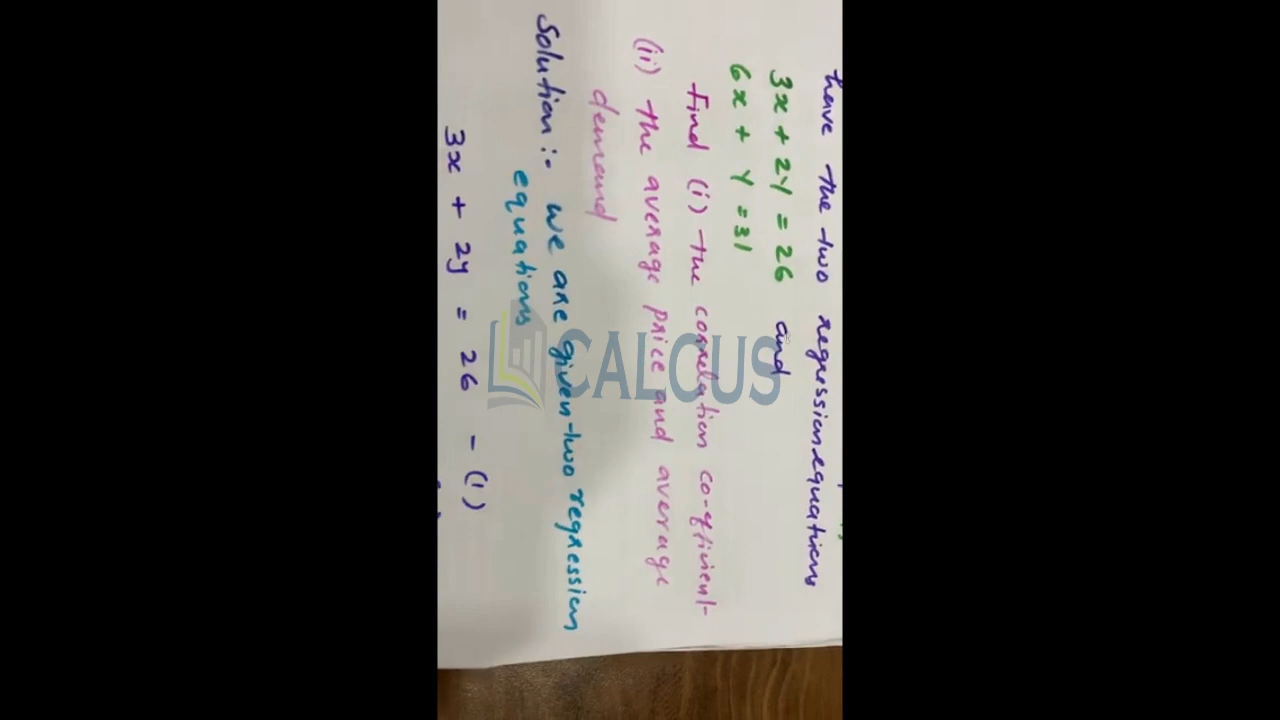 have the two regression equations
3x + 2y = 26 and
6x + y = 31
Find (i) the correlation co-efficient
(ii) the average price and average
demand
Solution :- we are given two regression
equations
3x + 2y = 26 - (1)
CALCUS